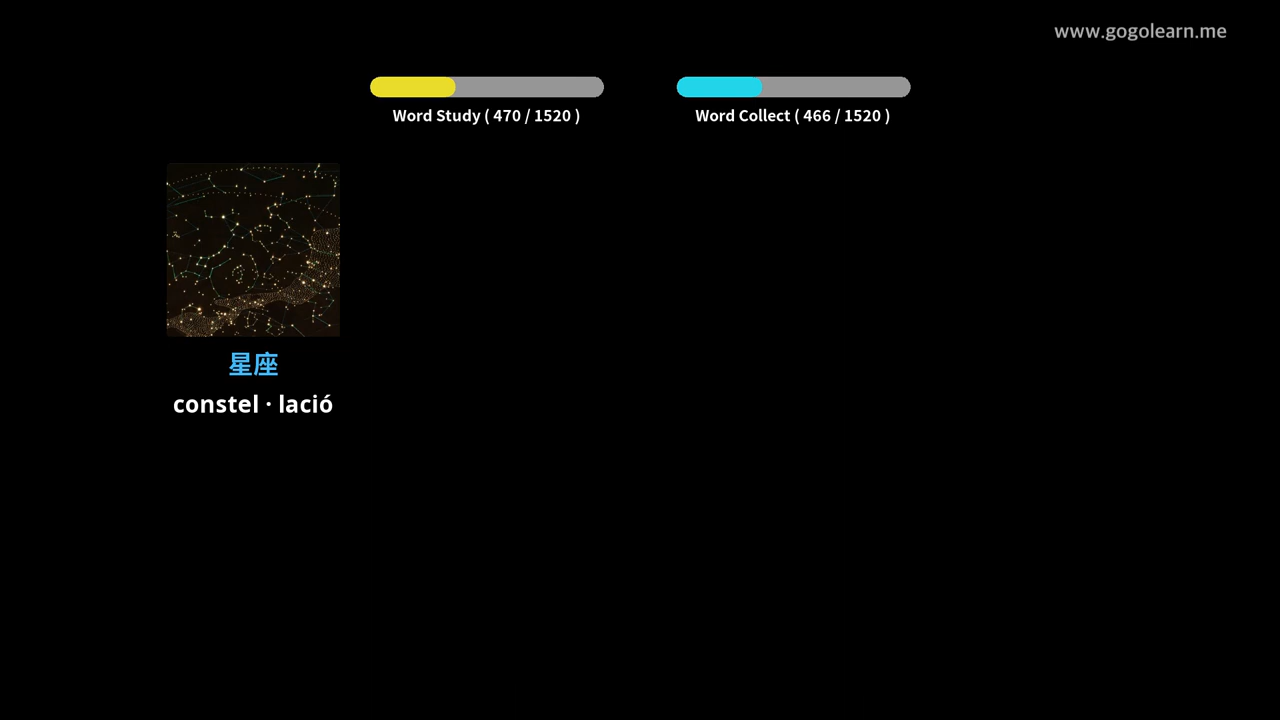 www.gogolearn.me
Word Study ( 470 / 1520 )
Word Collect ( 466 / 1520 )
星座
constel · lació